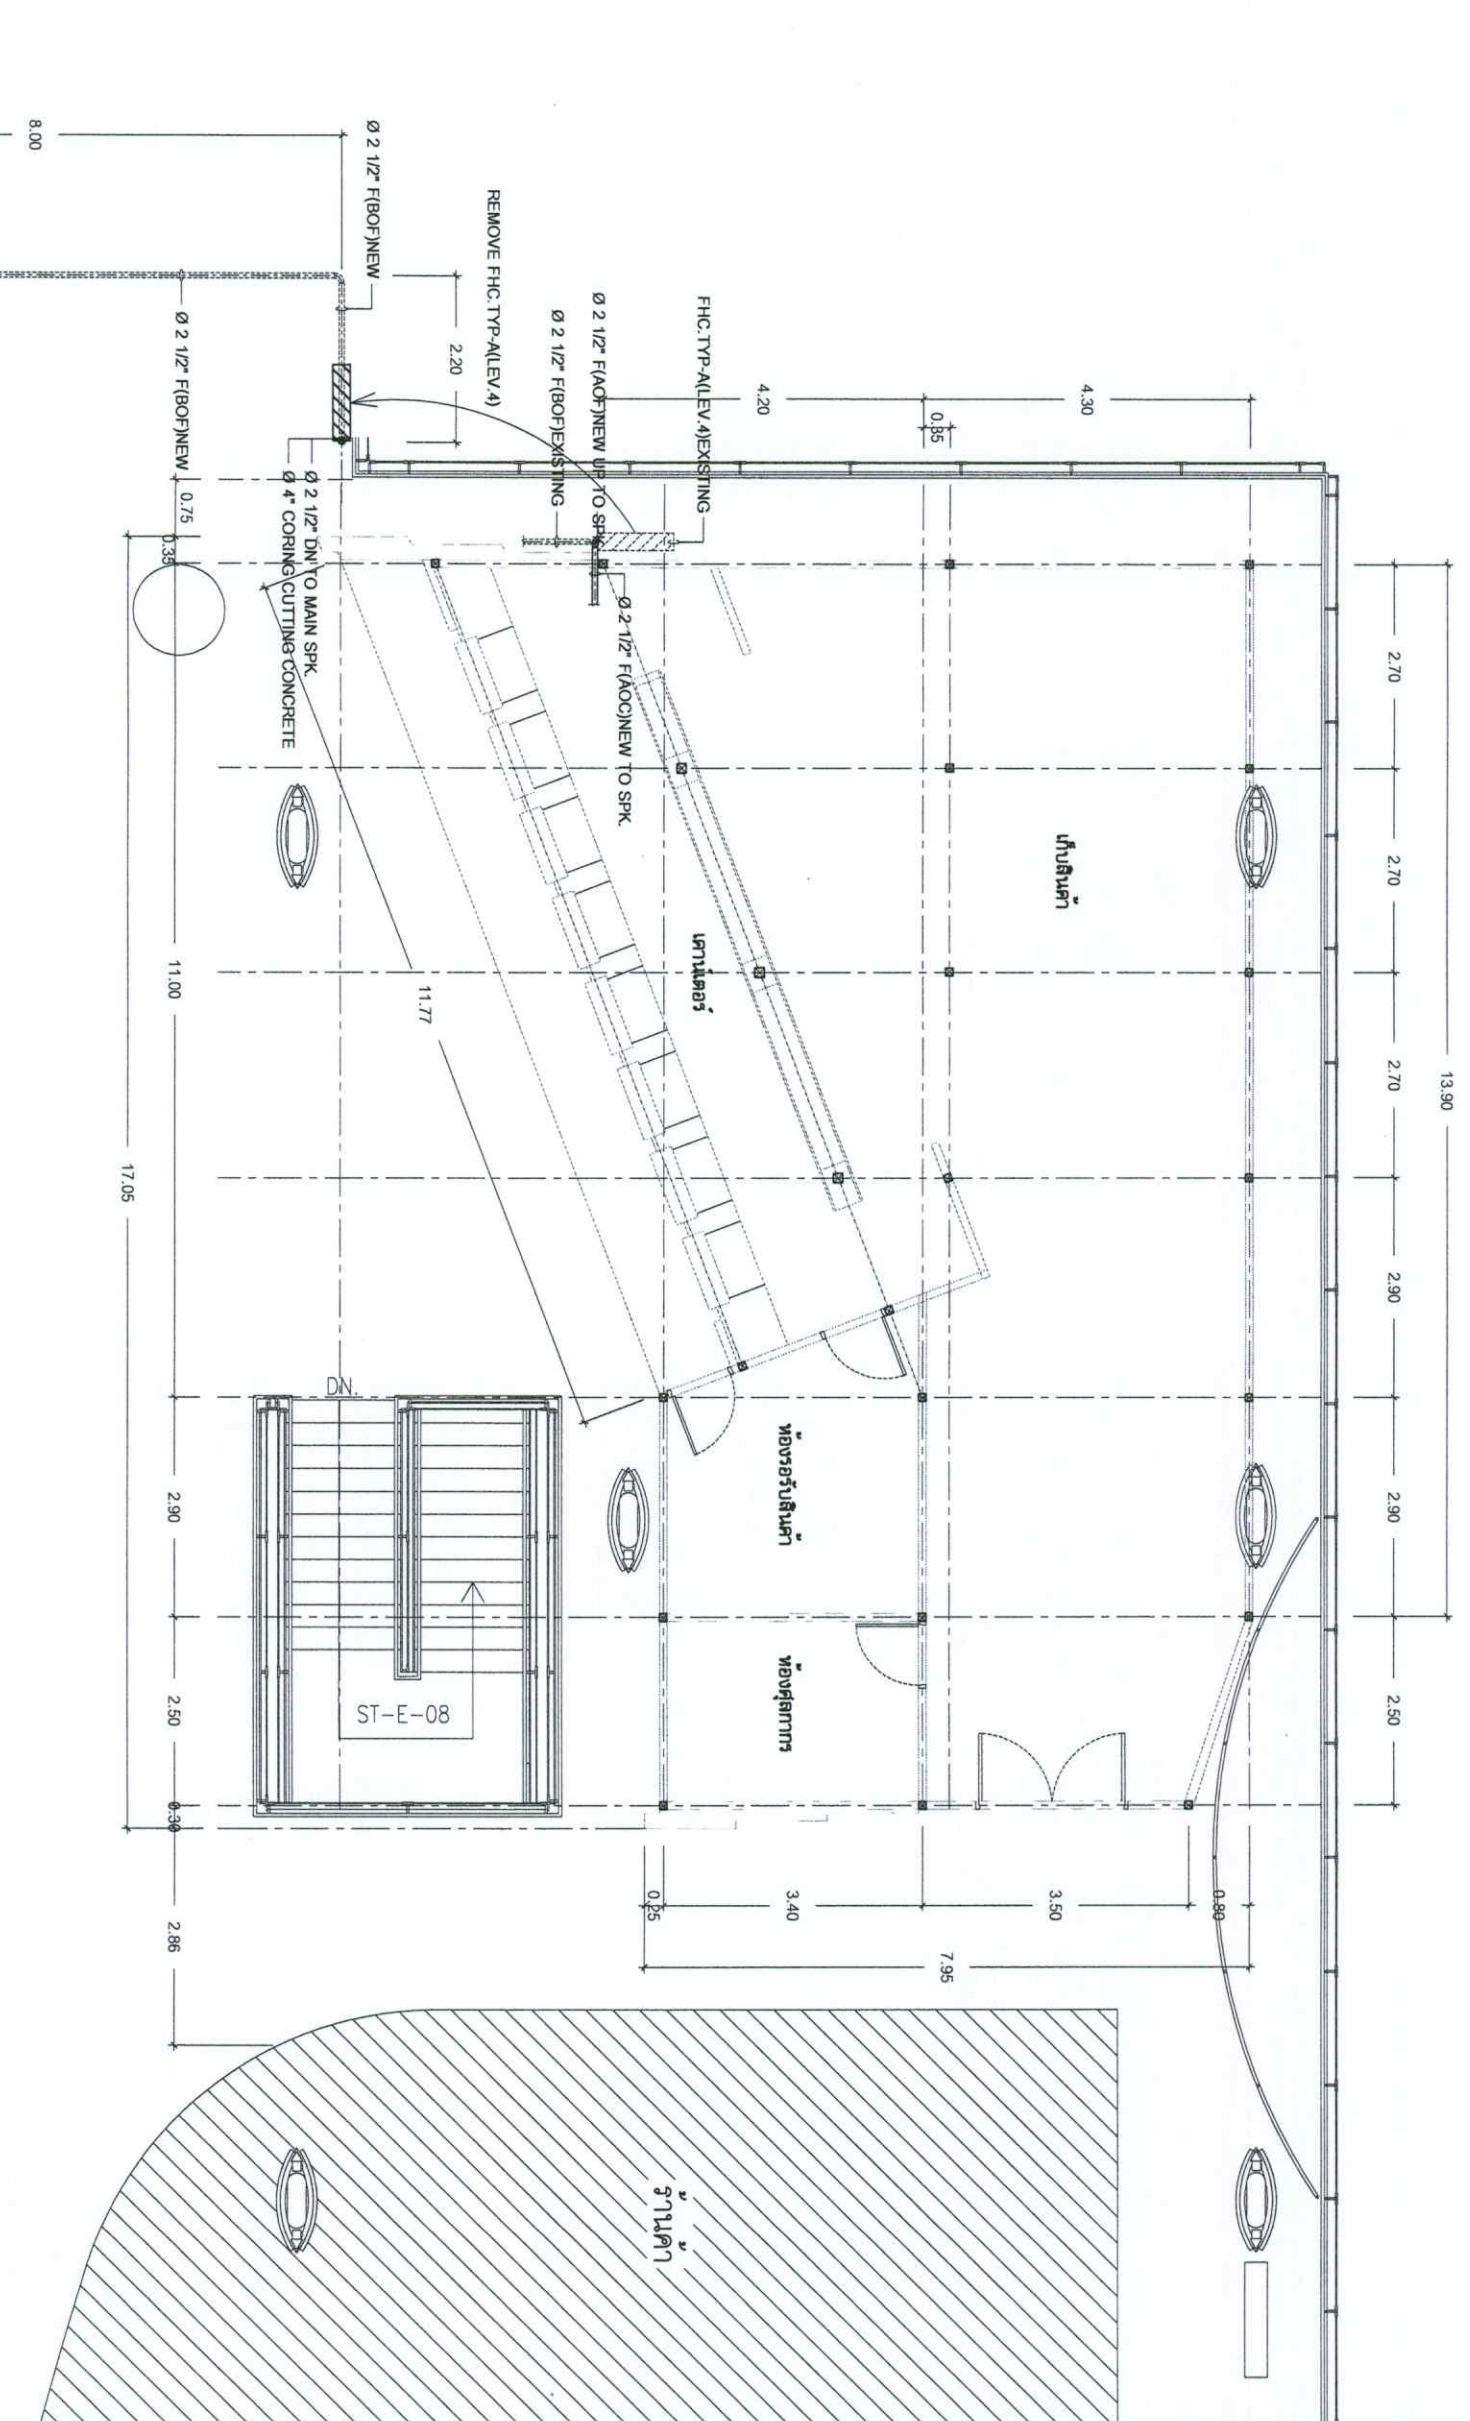 8.00
Ø 2 1/2" F(BOF)NEW
Ø 2 1/2" F(BOF)NEW
REMOVE FHC.TYP-A(LEV.4)
2.20
FHC.TYP-A(LEV.4)EXISTING
Ø 2 1/2" F(AOF)NEW UP TO SPK.
Ø 2 1/2" F(BOF)EXISTING
4.20
0.35
4.30
Ø 2 1/2" DN TO MAIN SPK.
Ø 4" CORING CUTTING CONCRETE
0.75
0.35
Ø 2 1/2" F(AOC)NEW TO SPK.
13.90
2.70
2.70
2.70
2.90
2.90
2.50
เก็บสินค้า
เคาน์เตอร์
11.77
11.00
17.05
ห้องรอรับสินค้า
ห้องศุลกากร
DN.
ST-E-08
2.90
2.50
0.30
2.86
0.25
3.40
3.50
0.80
7.95
ร้านค้า